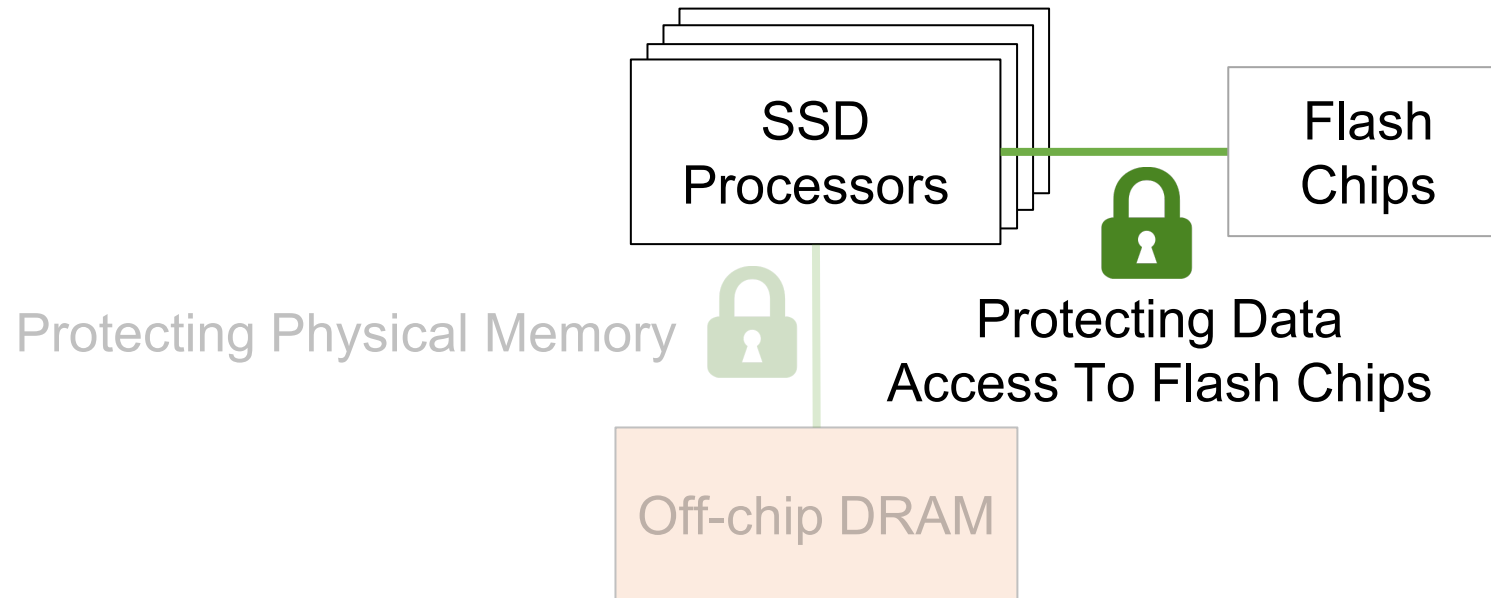 SSD
Processors
Flash
Chips
Protecting Physical Memory
Protecting Data
Access To Flash Chips
Off-chip DRAM